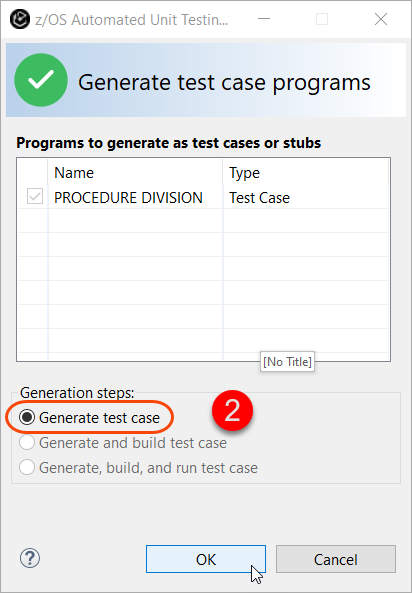 z/OS Automated Unit Testin...
Generate test case programs
Programs to generate as test cases or stubs
Name Type
PROCEDURE DIVISION Test Case
[No Title]
Generation steps:
Generate test case
2
Generate and build test case
Generate, build, and run test case
? OK Cancel